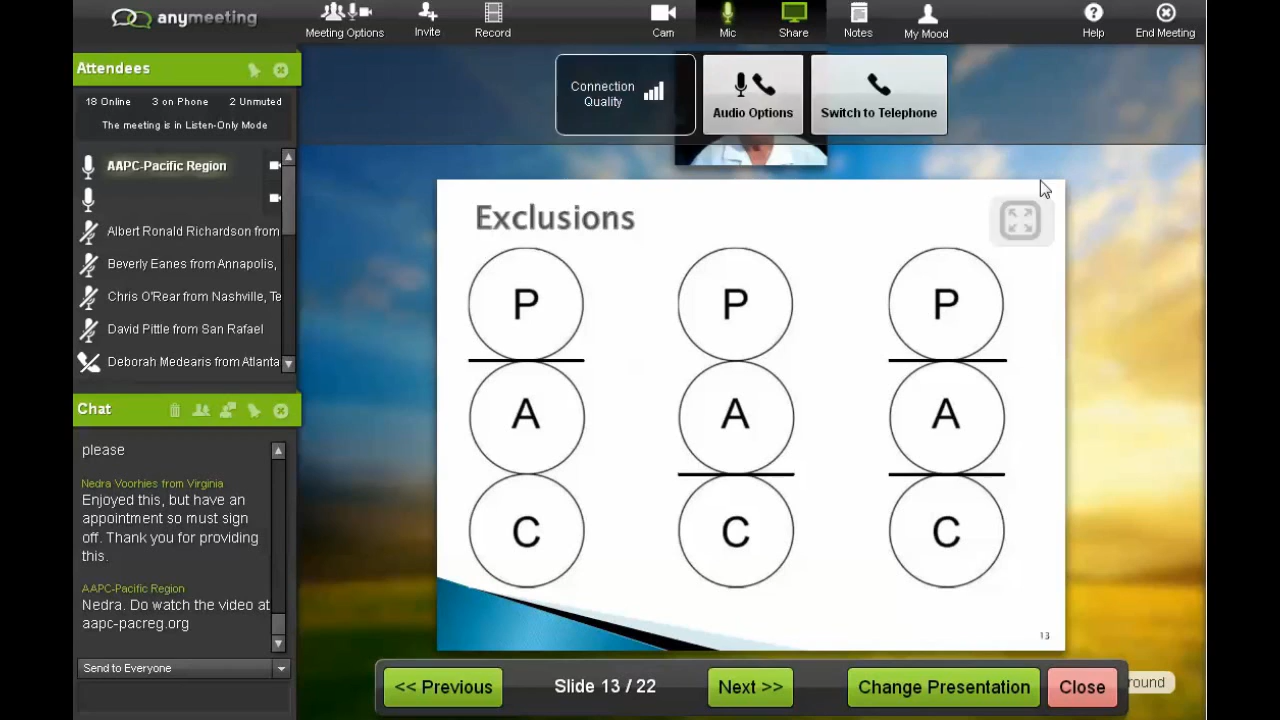 anymeeting
Meeting Options
Invite
Record
Cam
Mic
Share
Notes
My Mood
Help
End Meeting
Attendees
18 Online 3 on Phone 2 Unmuted
The meeting is in Listen-Only Mode
AAPC-Pacific Region
Albert Ronald Richardson from
Beverly Eanes from Annapolis,
Chris O'Rear from Nashville, Te
David Pittle from San Rafael
Deborah Medearis from Atlanta
Chat
please
Nedra Voorhies from Virginia
Enjoyed this, but have an
appointment so must sign
off. Thank you for providing
this.
AAPC-Pacific Region
Nedra. Do watch the video at
aapc-pacreg.org
Send to Everyone
Connection
Quality
Audio Options
Switch to Telephone
Exclusions
P P P
A A A
C C C
13
<< Previous
Slide 13 / 22
Next >>
Change Presentation
Close
round